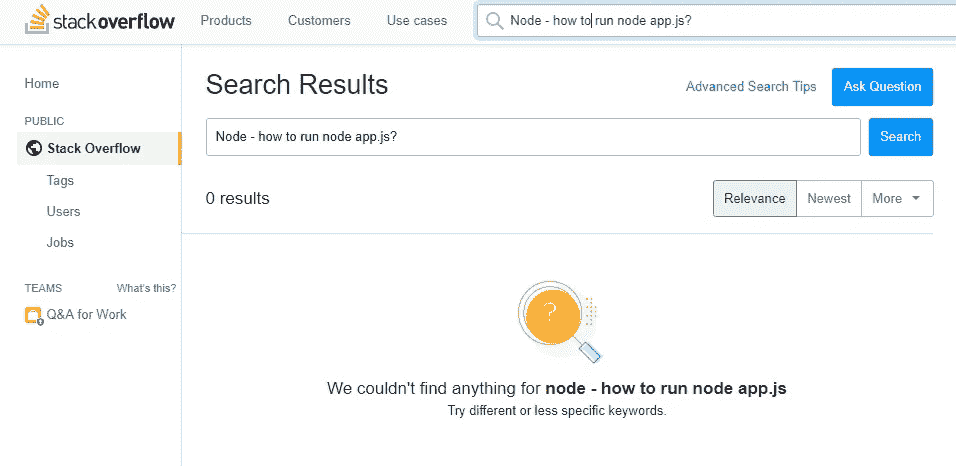 stackoverflow Products Customers Use cases Node - how to run node app.js?
Home
PUBLIC
Stack Overflow
Tags
Users
Jobs
TEAMS What's this?
Q&A for Work
Search Results Advanced Search Tips Ask Question
Node - how to run node app.js? Search
0 results Relevance Newest More
?
We couldn't find anything for node - how to run node app.js
Try different or less specific keywords.